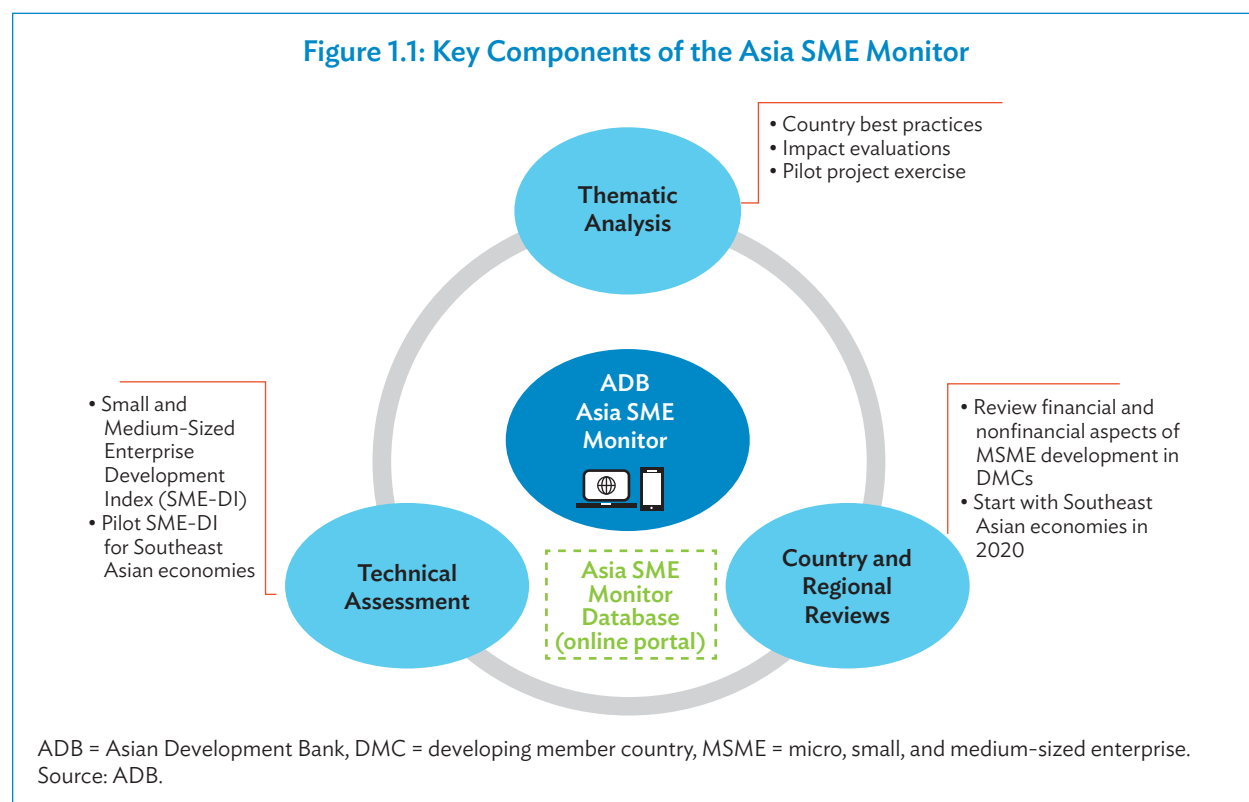 Figure 1.1: Key Components of the Asia SME Monitor
Thematic
Analysis
• Country best practices
• Impact evaluations
• Pilot project exercise
ADB
Asia SME
Monitor
• Small and
Medium-Sized
Enterprise
Development
Index (SME-DI)
• Pilot SME-DI
for Southeast
Asian economies
Technical
Assessment
Asia SME
Monitor
Database
(online portal)
Country and
Regional
Reviews
• Review financial and
nonfinancial aspects of
MSME development in
DMCs
• Start with Southeast
Asian economies in
2020
ADB = Asian Development Bank, DMC = developing member country, MSME = micro, small, and medium-sized enterprise.
Source: ADB.